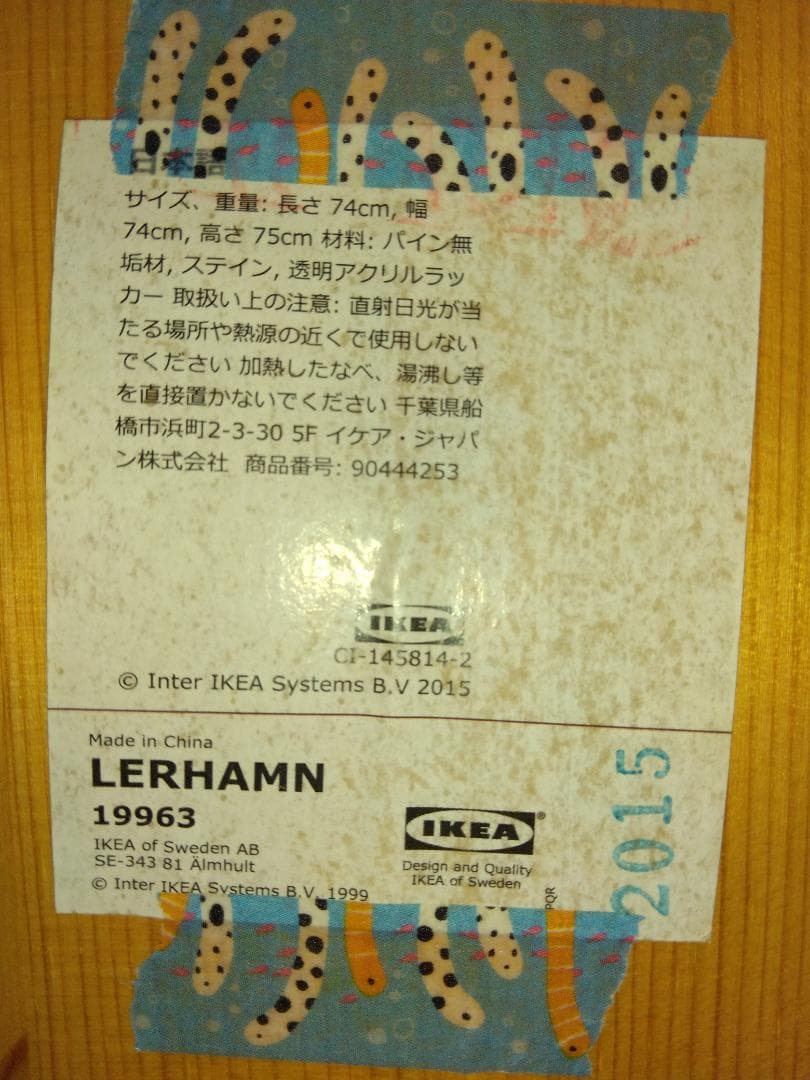 日本語
サイズ、重量: 長さ 74cm, 幅
74cm, 高さ 75cm 材料: パイン無
垢材, ステイン, 透明アクリルラッ
カー 取扱い上の注意: 直射日光が当
たる場所や熱源の近くで使用しない
でください 加熱したなべ、湯沸し等
を直接置かないでください 千葉県船
橋市浜町2-3-30 5F イケア・ジャパ
ン株式会社 商品番号: 90444253
IKEA
CI-145814-2
© Inter IKEA Systems B.V 2015
Made in China
LERHAMN
19963
IKEA of Sweden AB
SE-343 81 Älmhult
© Inter IKEA Systems B.V. 1999
IKEA®
Design and Quality
IKEA of Sweden
PQR
2015